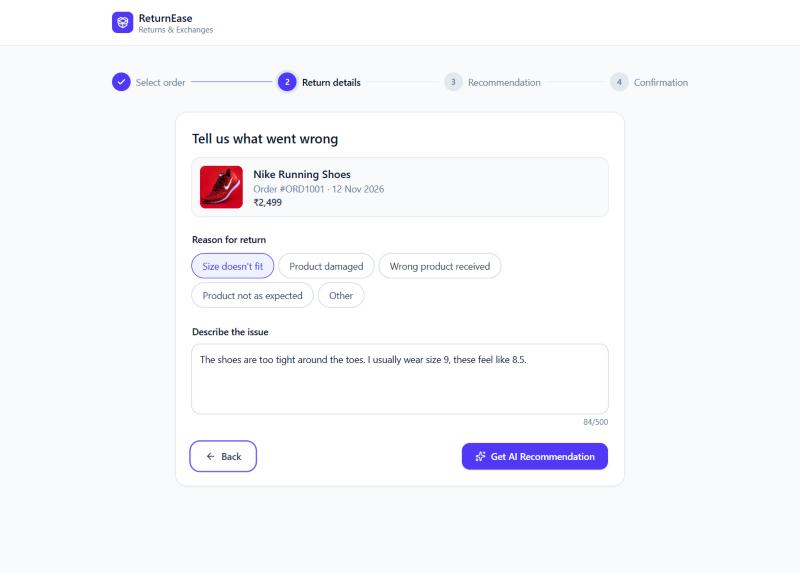 ReturnEase
Returns & Exchanges
Select order
2 Return details
3 Recommendation
4 Confirmation
Tell us what went wrong
Nike Running Shoes
Order #ORD1001 · 12 Nov 2026
₹2,499
Reason for return
Size doesn't fit Product damaged Wrong product received
Product not as expected Other
Describe the issue
The shoes are too tight around the toes. I usually wear size 9, these feel like 8.5.
84/500
Back Get AI Recommendation